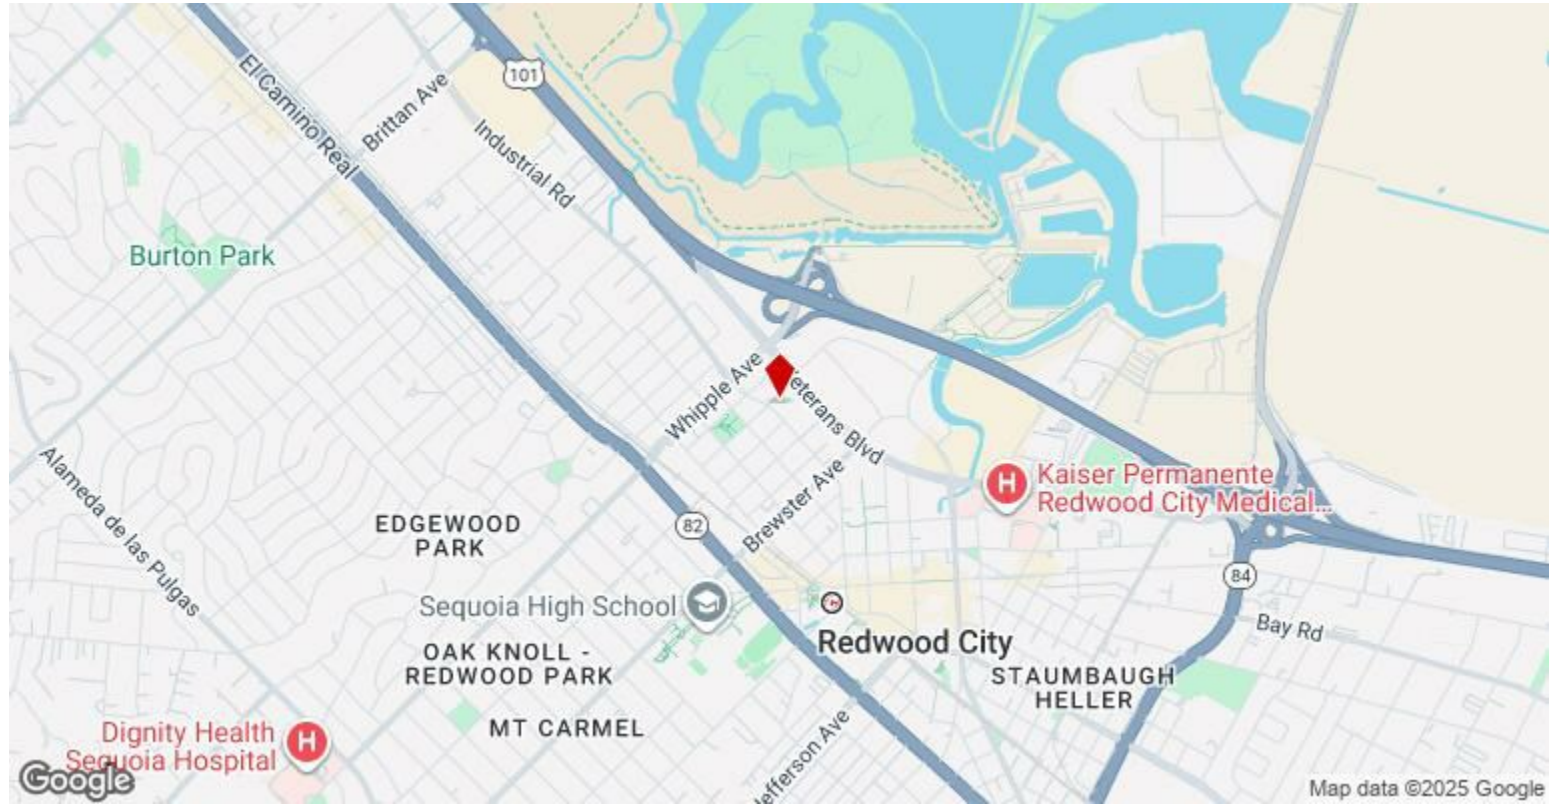 El Camino Real
Brittan Ave
101
Industrial Rd
Burton Park
Whipple Ave
eterans Blvd
Kaiser Permanente
Redwood City Medical...
Alameda de las Pulgas
EDGEWOOD
PARK
82
Brewster Ave
84
Sequoia High School
Bay Rd
Redwood City
OAK KNOLL -
REDWOOD PARK
STAUMBAUGH
HELLER
MT CARMEL
Dignity Health
Sequoia Hospital
Jefferson Ave
Google
Map data ©2025 Google
H
H